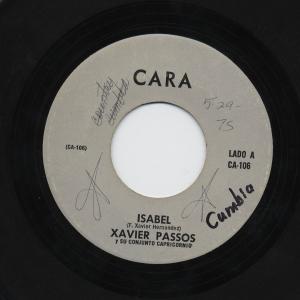 CARA
5-29-
75
(CA-106)
LADO A
CA-106
ISABEL
(F. Xavier Hernandez)
XAVIER PASSOS
y SU CONJUNTO CAPRICORNIO
Cumbia